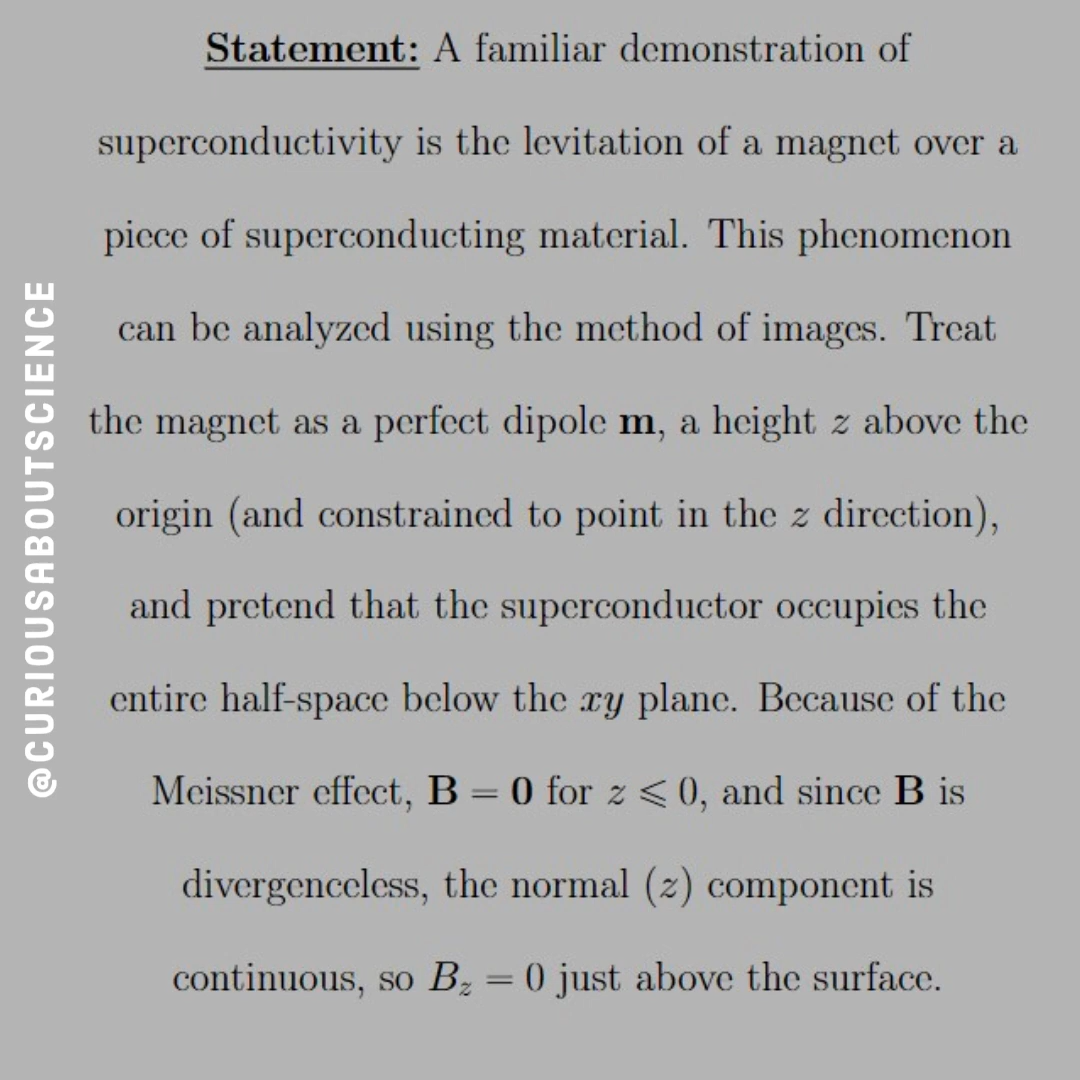 Statement: A familiar demonstration of
superconductivity is the levitation of a magnet over a
piece of superconducting material. This phenomenon
can be analyzed using the method of images. Treat
the magnet as a perfect dipole m, a height z above the
origin (and constrained to point in the z direction),
and pretend that the superconductor occupies the
entire half-space below the xy plane. Because of the
Meissner effect, B = 0 for z ⩽ 0, and since B is
divergenceless, the normal (z) component is
continuous, so B_z = 0 just above the surface.
@CURIOUSABOUTSCIENCE